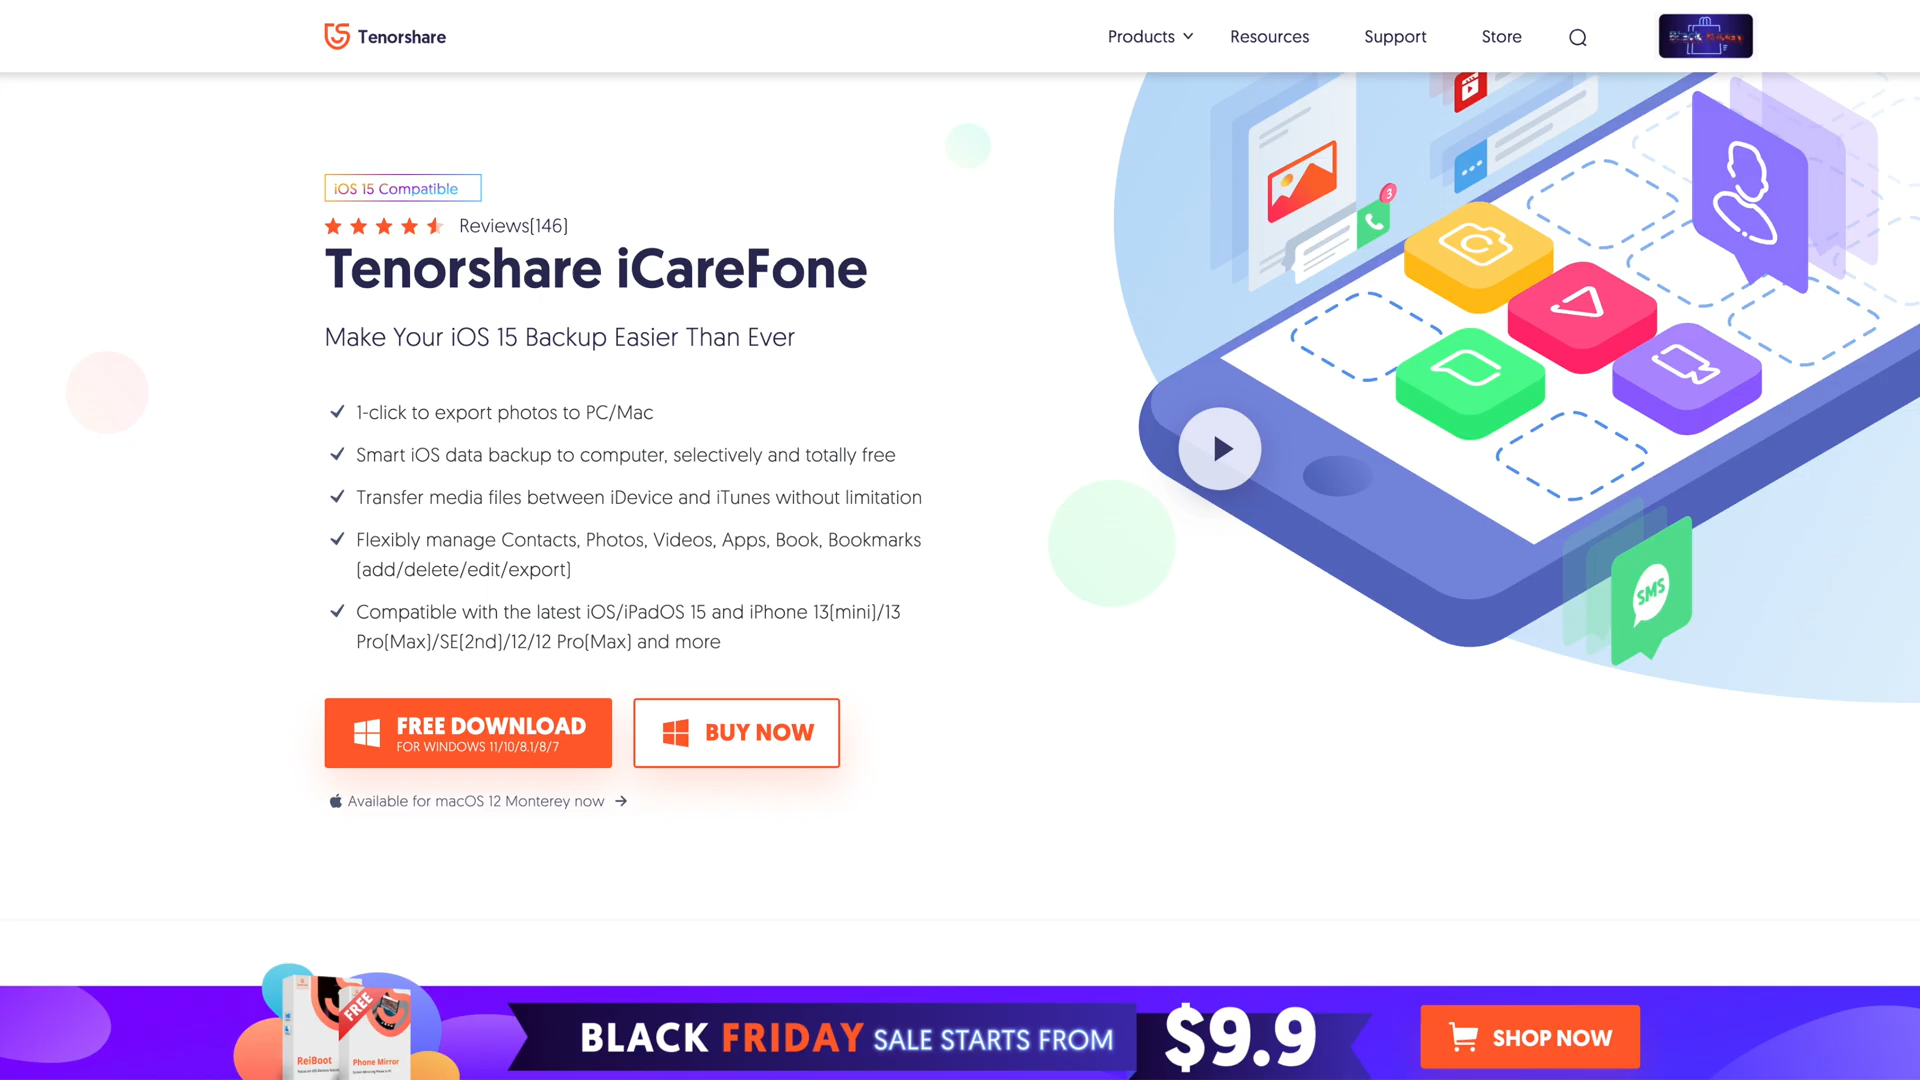 Tenorshare
Products
Resources
Support
Store
iOS 15 Compatible
Reviews[146]
Tenorshare iCareFone
Make Your iOS 15 Backup Easier Than Ever
1-click to export photos to PC/Mac
Smart iOS data backup to computer, selectively and totally free
Transfer media files between iDevice and iTunes without limitation
Flexibly manage Contacts, Photos, Videos, Apps, Book, Bookmarks
[add/delete/edit/export]
Compatible with the latest iOS/iPadOS 15 and iPhone 13[mini]/13
Pro[Max]/SE[2nd]/12/12 Pro[Max] and more
FREE DOWNLOAD
FOR WINDOWS 11/10/8.1/8/7
BUY NOW
Available for macOS 12 Monterey now
3
SMS
FREE
ReiBoot
Phone Mirror
BLACK FRIDAY SALE STARTS FROM
$9.9
SHOP NOW